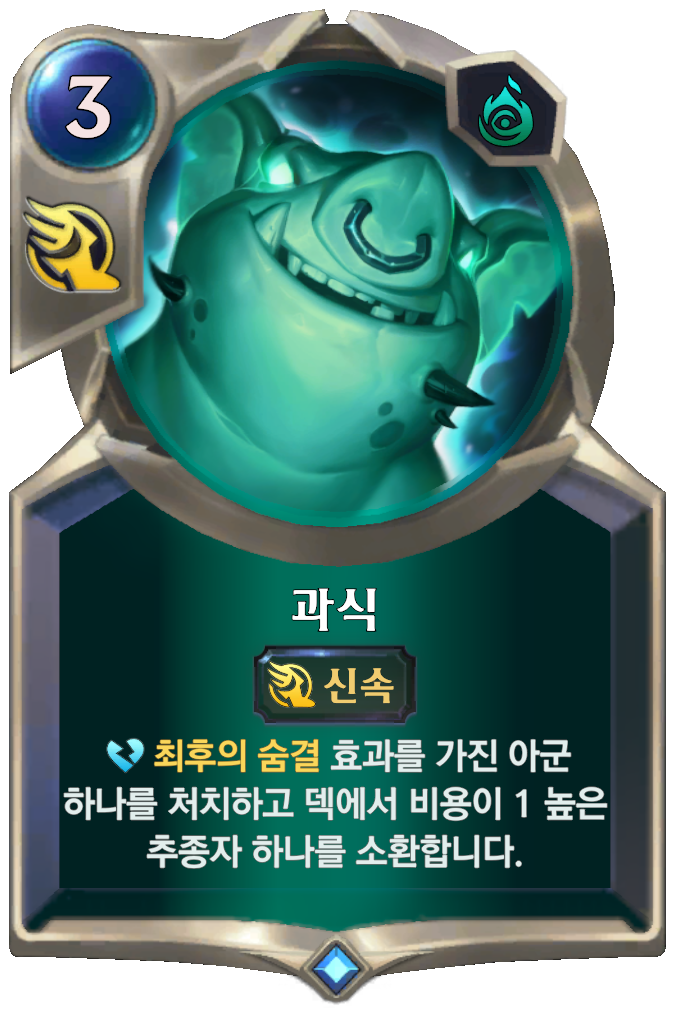 3
과식
신속
최후의 숨결 효과를 가진 아군
하나를 처치하고 덱에서 비용이 1 높은
추종자 하나를 소환합니다.